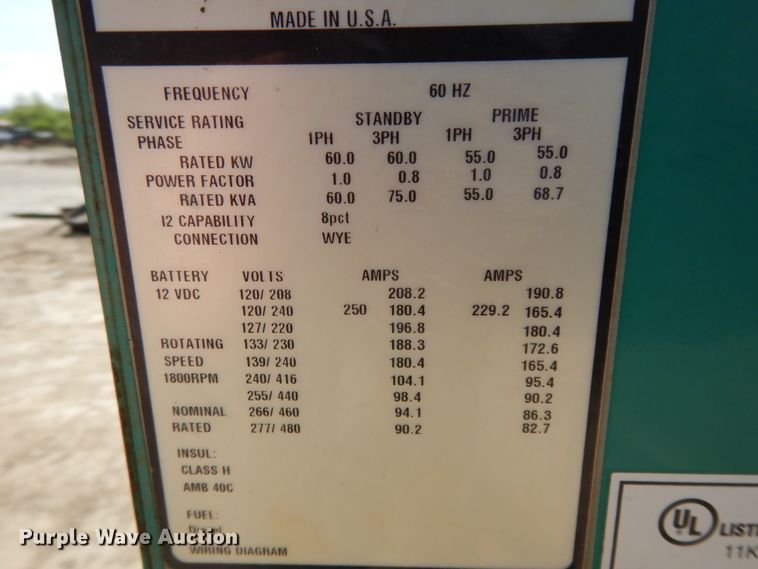 MADE IN U.S.A.
FREQUENCY 60 HZ
SERVICE RATING STANDBY PRIME
PHASE 1PH 3PH 1PH 3PH
RATED KW 60.0 60.0 55.0 55.0
POWER FACTOR 1.0 0.8 1.0 0.8
RATED KVA 60.0 75.0 55.0 68.7
I2 CAPABILITY 8pct
CONNECTION WYE
BATTERY VOLTS AMPS AMPS
12 VDC 120/ 208 208.2 190.8
120/ 240 250 180.4 229.2 165.4
127/ 220 196.8 180.4
ROTATING 133/ 230 188.3 172.6
SPEED 139/ 240 180.4 165.4
1800RPM 240/ 416 104.1 95.4
255/ 440 98.4 90.2
NOMINAL 266/ 460 94.1 86.3
RATED 277/ 480 90.2 82.7
INSUL:
CLASS H
AMB 40C
FUEL:
WIRING DIAGRAM
UL LIST
11K
Purple Wave Auction